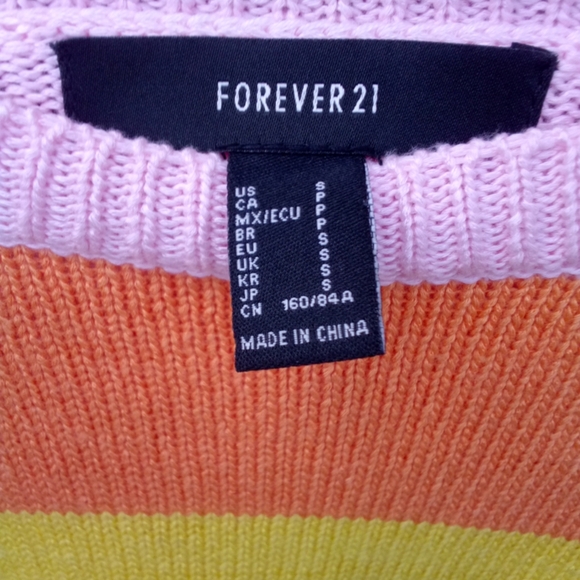 FOREVER 21
US S
CA P
MX/ECU P
BR P
EU S
UK S
KR S
JP S
CN 160/84A
MADE IN CHINA